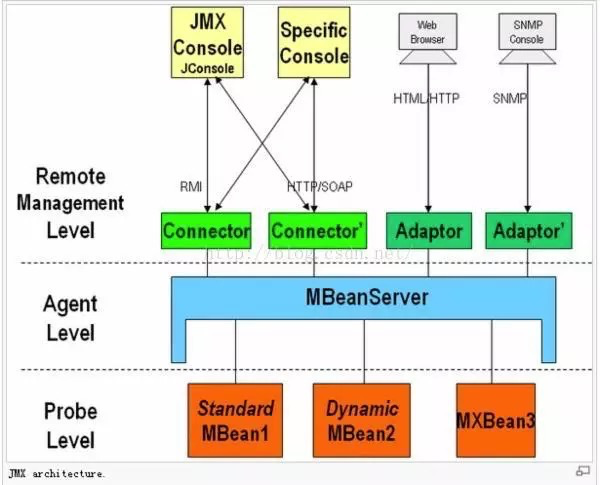 JMX
Console
JConsole
Specific
Console
Web
Browser
SNMP
Console
HTML/HTTP
SNMP
RMI
HTTP/SOAP
Remote
Management
Level
Connector
Connector'
Adaptor
Adaptor'
http://blog.csdn.net/
Agent
Level
MBeanServer
Probe
Level
Standard
MBean1
Dynamic
MBean2
MXBean3
JMX architecture.